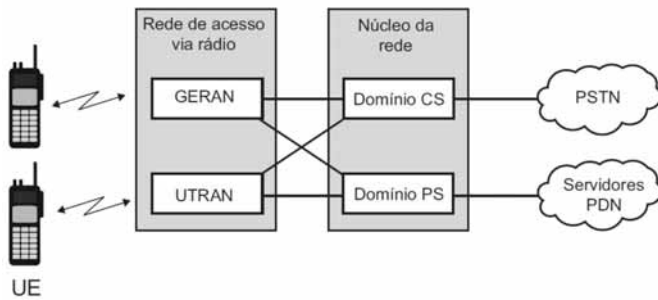 Rede de acesso
via rádio
Núcleo da
rede
GERAN
Domínio CS
PSTN
UTRAN
Domínio PS
Servidores
PDN
UE